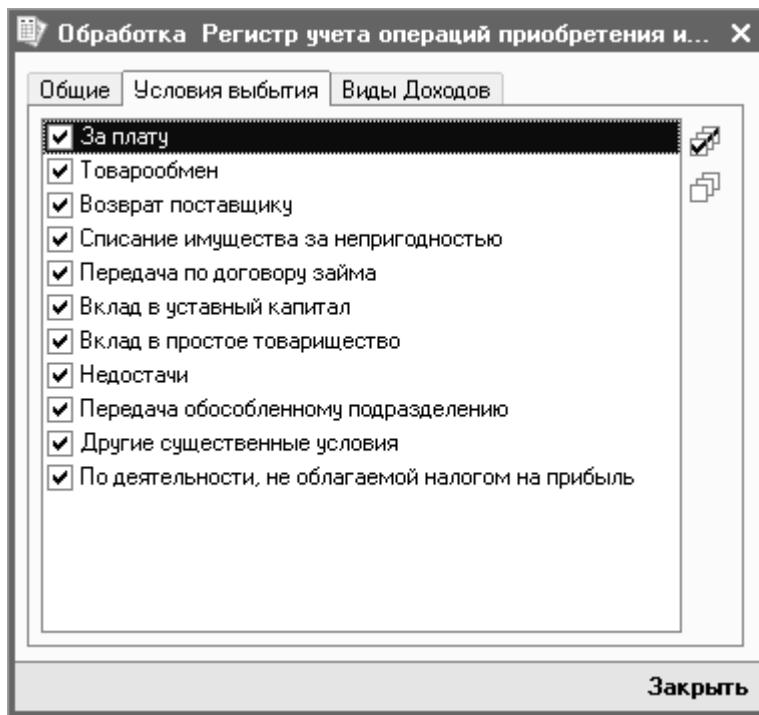 Обработка Регистр учета операций приобретения и...
Общие Условия выбытия Виды Доходов
За плату
Товарообмен
Возврат поставщику
Списание имущества за непригодностью
Передача по договору займа
Вклад в уставный капитал
Вклад в простое товарищество
Недостачи
Передача обособленному подразделению
Другие существенные условия
По деятельности, не облагаемой налогом на прибыль
Закрыть